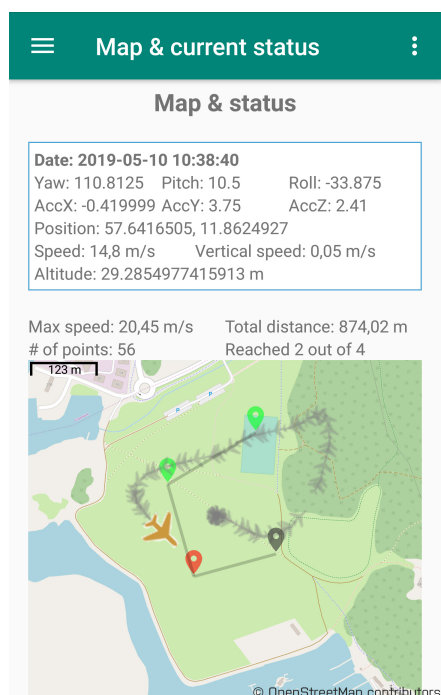 Map & current status
Map & status
Date: 2019-05-10 10:38:40
Yaw: 110.8125 Pitch: 10.5 Roll: -33.875
AccX: -0.419999 AccY: 3.75 AccZ: 2.41
Position: 57.6416505, 11.8624927
Speed: 14,8 m/s Vertical speed: 0,05 m/s
Altitude: 29.2854977415913 m
Max speed: 20,45 m/s Total distance: 874,02 m
# of points: 56 Reached 2 out of 4
123 m
P
P
© OpenStreetMap contributors